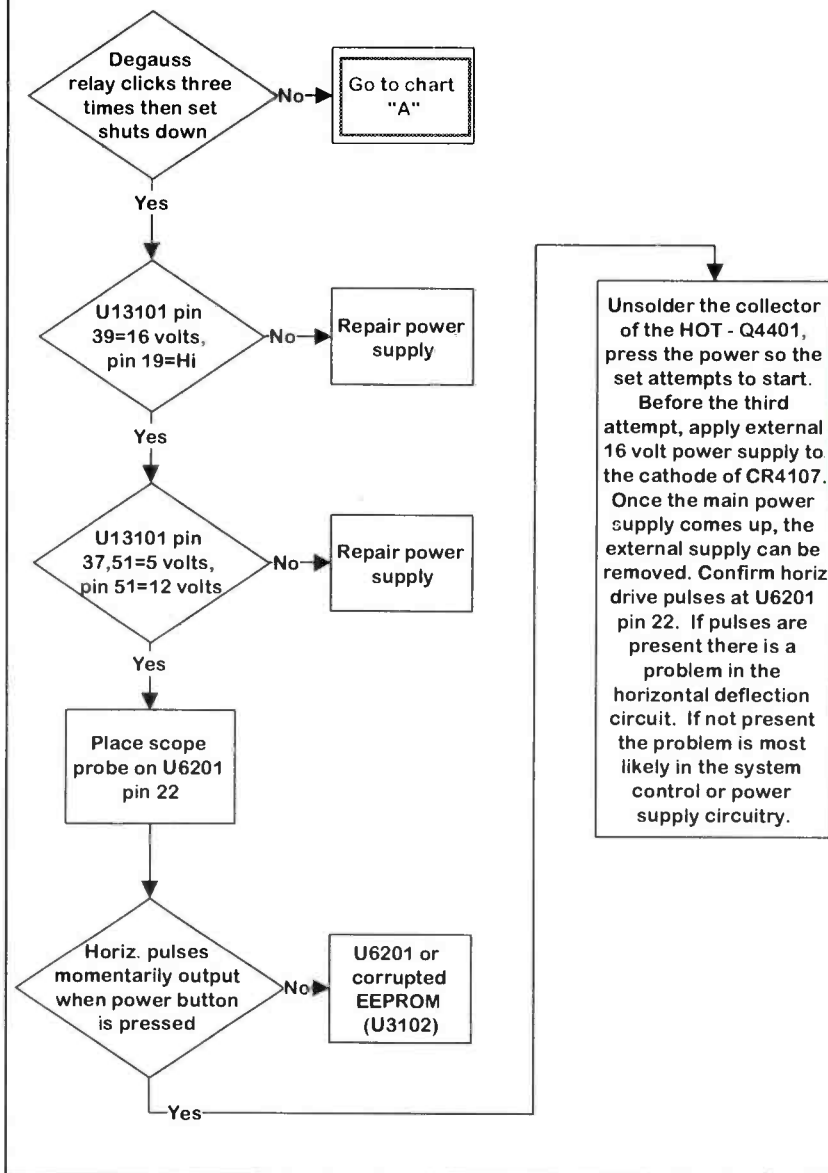 Degauss
relay clicks three
times then set
shuts down
No
Go to chart
"A"
Yes
U13101 pin
39=16 volts,
pin 19=Hi
No
Repair power
supply
Yes
U13101 pin
37,51=5 volts,
pin 51=12 volts
No
Repair power
supply
Yes
Place scope
probe on U6201
pin 22
Horiz. pulses
momentarily output
when power button
is pressed
No
U6201 or
corrupted
EEPROM
(U3102)
Yes
Unsolder the collector
of the HOT - Q4401,
press the power so the
set attempts to start.
Before the third
attempt, apply external
16 volt power supply to
the cathode of CR4107.
Once the main power
supply comes up, the
external supply can be
removed. Confirm horiz
drive pulses at U6201
pin 22. If pulses are
present there is a
problem in the
horizontal deflection
circuit. If not present
the problem is most
likely in the system
control or power
supply circuitry.